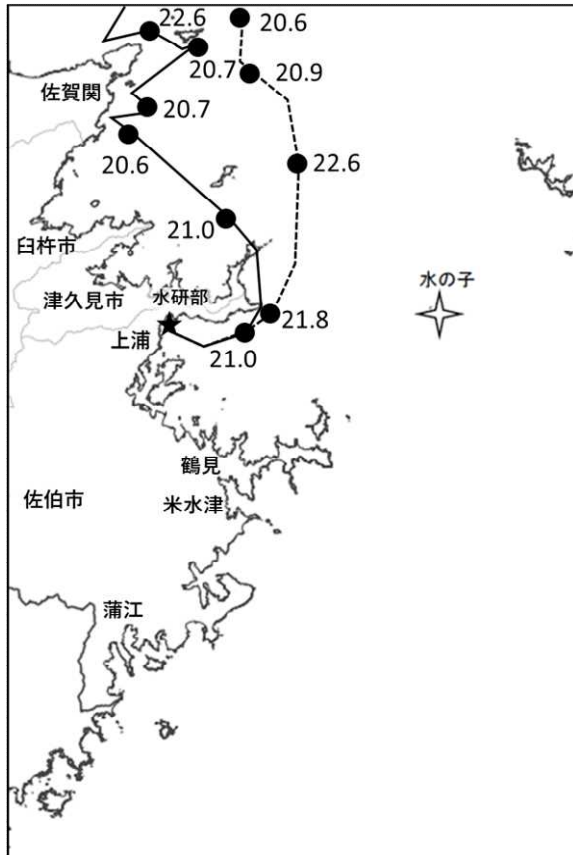 22.6
20.6
20.7
20.9
佐賀関
20.7
20.6
22.6
21.0
臼杵市
水の子
津久見市
水研部
21.8
上浦
21.0
鶴見
佐伯市
米水津
蒲江